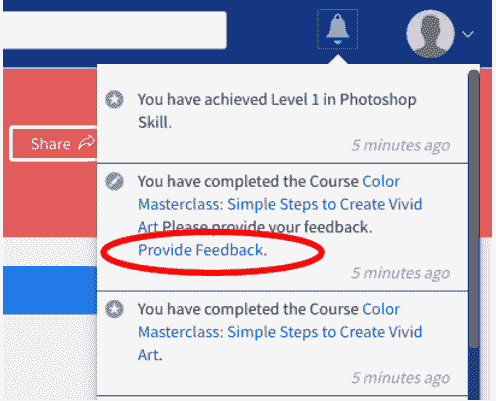 You have achieved Level 1 in Photoshop
Skill.
Share
5 minutes ago
You have completed the Course Color
Masterclass: Simple Steps to Create Vivid
Art Please provide your feedback.
Provide Feedback.
5 minutes ago
You have completed the Course Color
Masterclass: Simple Steps to Create Vivid
Art.
5 minutes ago